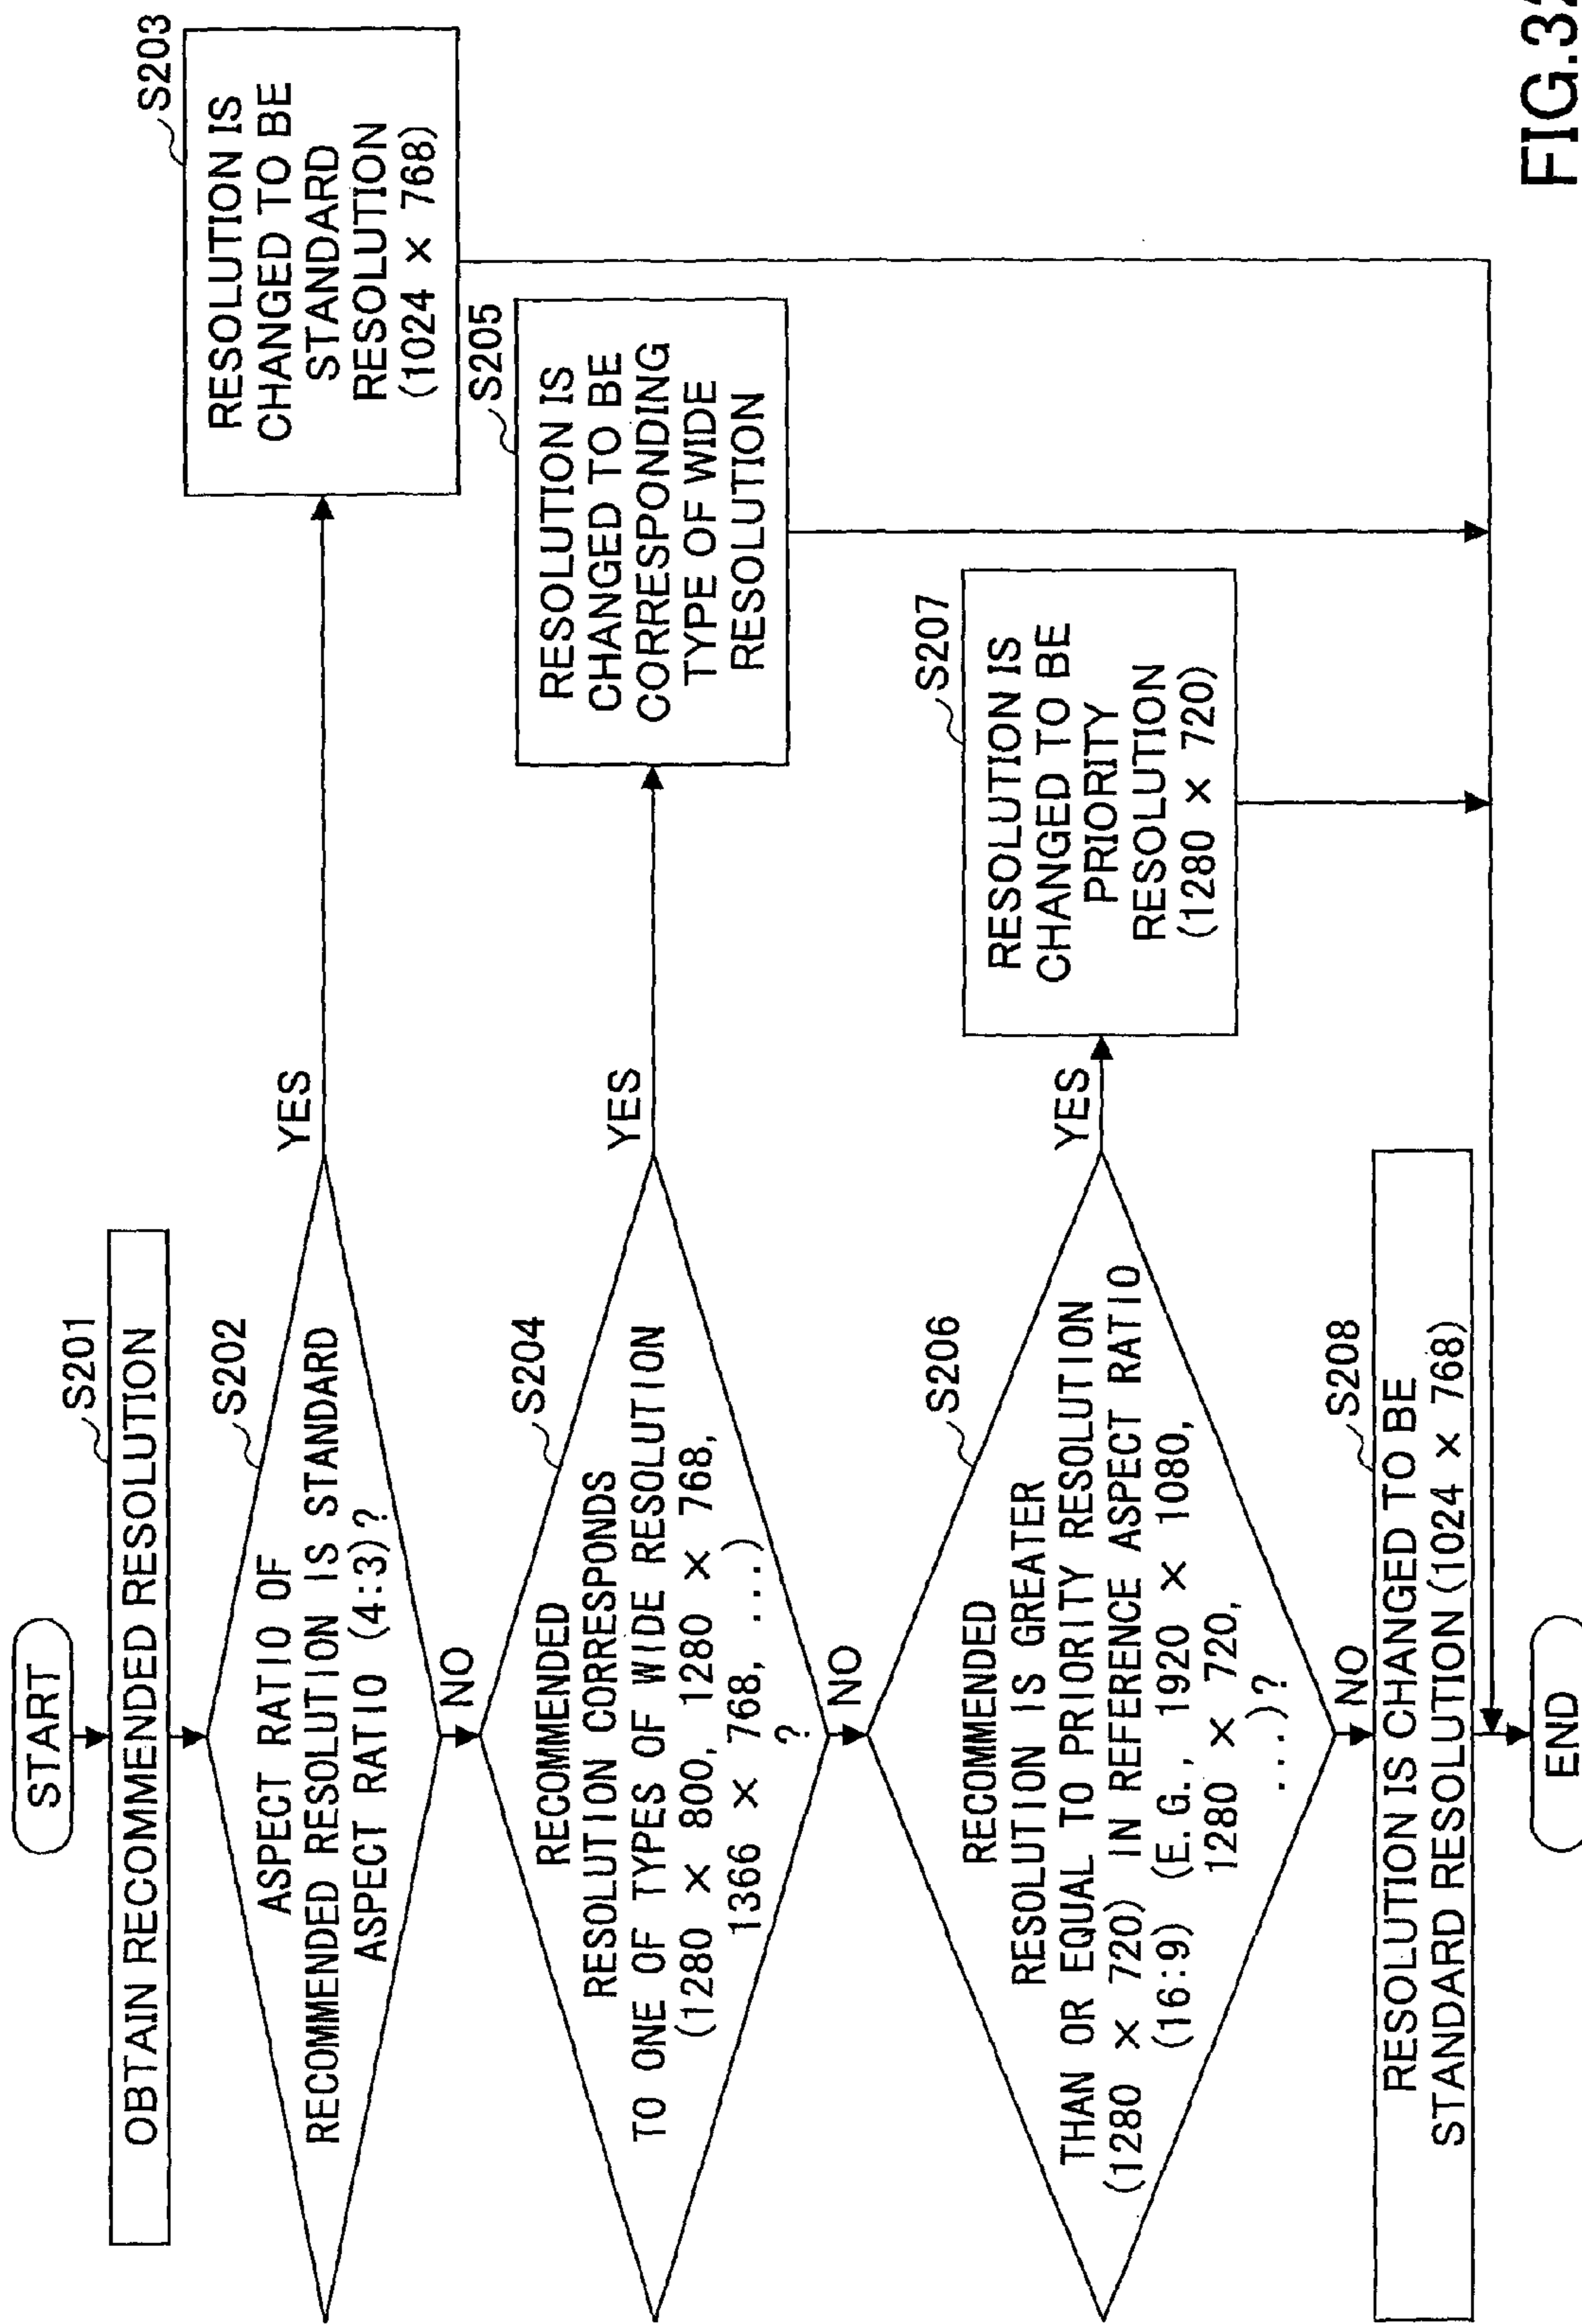 START
S201
OBTAIN RECOMMENDED RESOLUTION
S202
ASPECT RATIO OF
RECOMMENDED RESOLUTION IS STANDARD
ASPECT RATIO (4:3)?
YES
NO
S203
RESOLUTION IS
CHANGED TO BE
STANDARD
RESOLUTION
(1024 × 768)
S204
RECOMMENDED
RESOLUTION CORRESPONDS
TO ONE OF TYPES OF WIDE RESOLUTION
(1280 × 800, 1280 × 768,
1366 × 768, ...)
?
YES
NO
S205
RESOLUTION IS
CHANGED TO BE
CORRESPONDING
TYPE OF WIDE
RESOLUTION
S206
RECOMMENDED
RESOLUTION IS GREATER
THAN OR EQUAL TO PRIORITY RESOLUTION
(1280 × 720) IN REFERENCE ASPECT RATIO
(16:9) (E.G., 1920 × 1080,
1280 × 720,
...)?
YES
NO
S207
RESOLUTION IS
CHANGED TO BE
PRIORITY
RESOLUTION
(1280 × 720)
S208
RESOLUTION IS CHANGED TO BE
STANDARD RESOLUTION (1024 × 768)
END